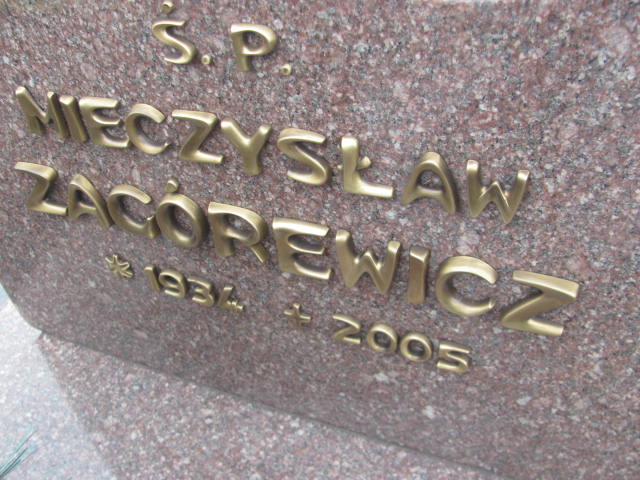 Ś. P.
MIECZYSŁAW
ZAGÓREWICZ
* 1934 + 2005